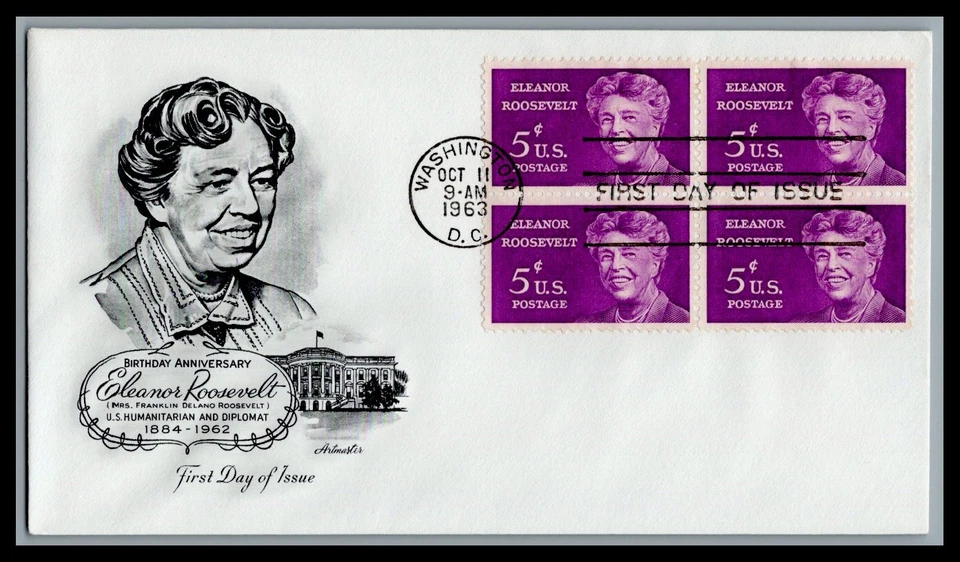 BIRTHDAY ANNIVERSARY
Eleanor Roosevelt
(MRS. FRANKLIN DELANO ROOSEVELT)
U.S. HUMANITARIAN AND DIPLOMAT
1884-1962
Artmaster
First Day of Issue
WASHINGTON
OCT 11
9-AM
1963
D.C.
ELEANOR
ROOSEVELT
5¢
U.S.
POSTAGE
ELEANOR
ROOSEVELT
5¢
U.S.
POSTAGE
FIRST DAY OF ISSUE
ELEANOR
ROOSEVELT
5¢
U.S.
POSTAGE
ELEANOR
ROOSEVELT
5¢
U.S.
POSTAGE